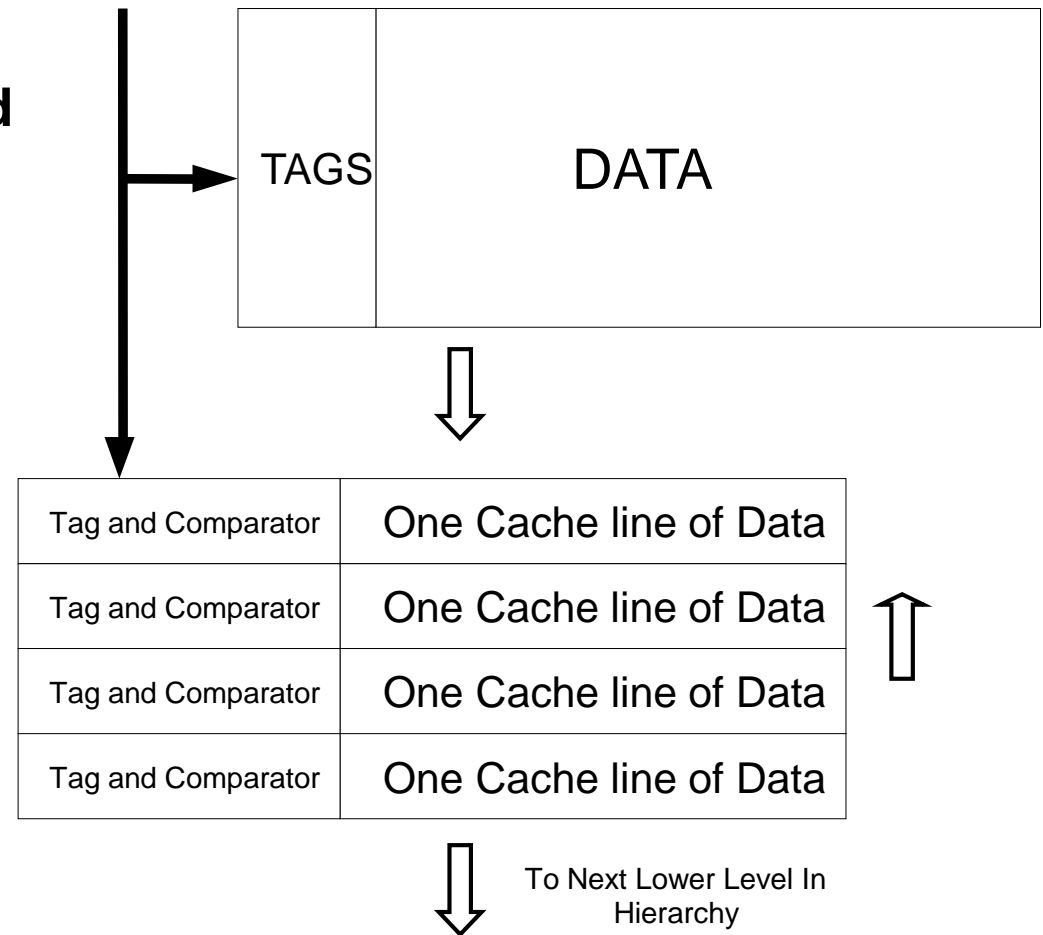 TAGS DATA
Tag and Comparator One Cache line of Data
Tag and Comparator One Cache line of Data
Tag and Comparator One Cache line of Data
Tag and Comparator One Cache line of Data
To Next Lower Level In
Hierarchy